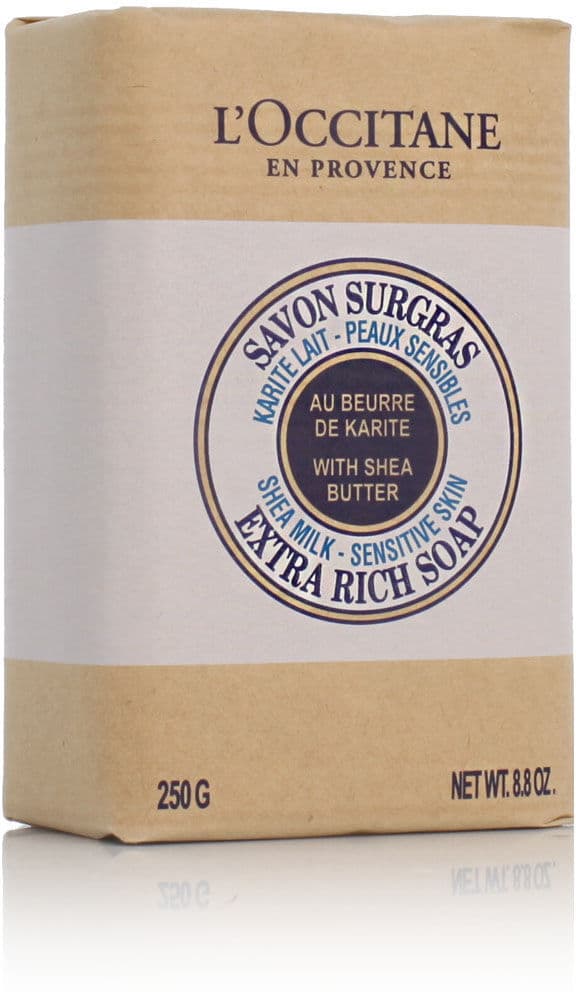 L'OCCITANE
EN PROVENCE
SAVON SURGRAS
KARITE LAIT - PEAUX SENSIBLES
AU BEURRE
DE KARITE
WITH SHEA
BUTTER
SHEA MILK - SENSITIVE SKIN
EXTRA RICH SOAP
250 G
NET WT. 8.8 OZ.